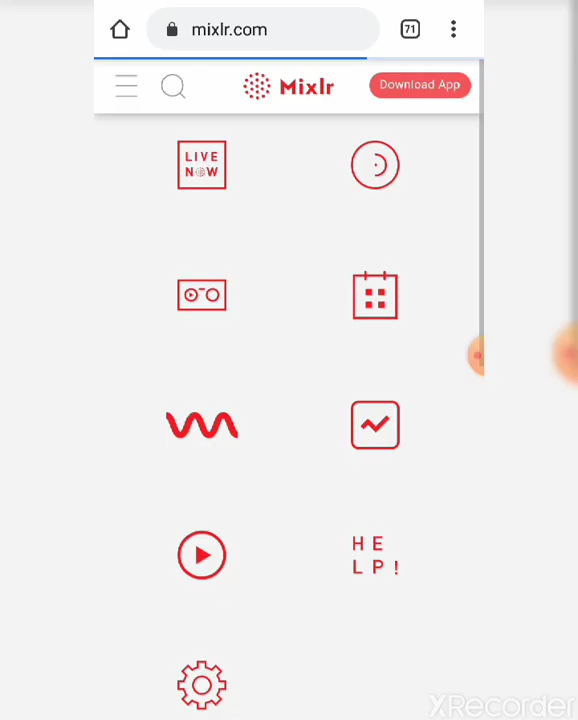 mixlr.com
71
Mixlr
Download App
LIVE
NOW
HE
LP!
XRecorder